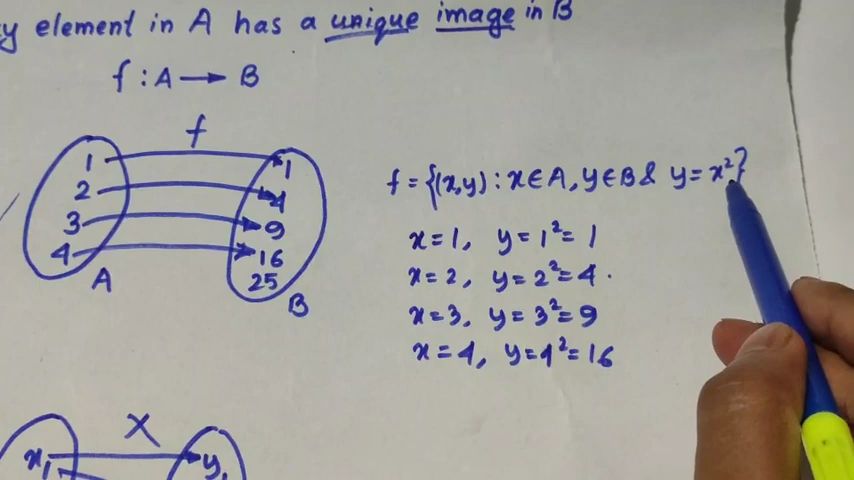 y element in A has a unique image in B
f : A → B
f
1 1
2 4
3 9
4 16
25
A B
f = {(x,y) : x ∈ A, y ∈ B & y = x²}
x = 1, y = 1² = 1
x = 2, y = 2² = 4 .
x = 3, y = 3² = 9
x = 4, y = 4² = 16
X
x₁ y₁